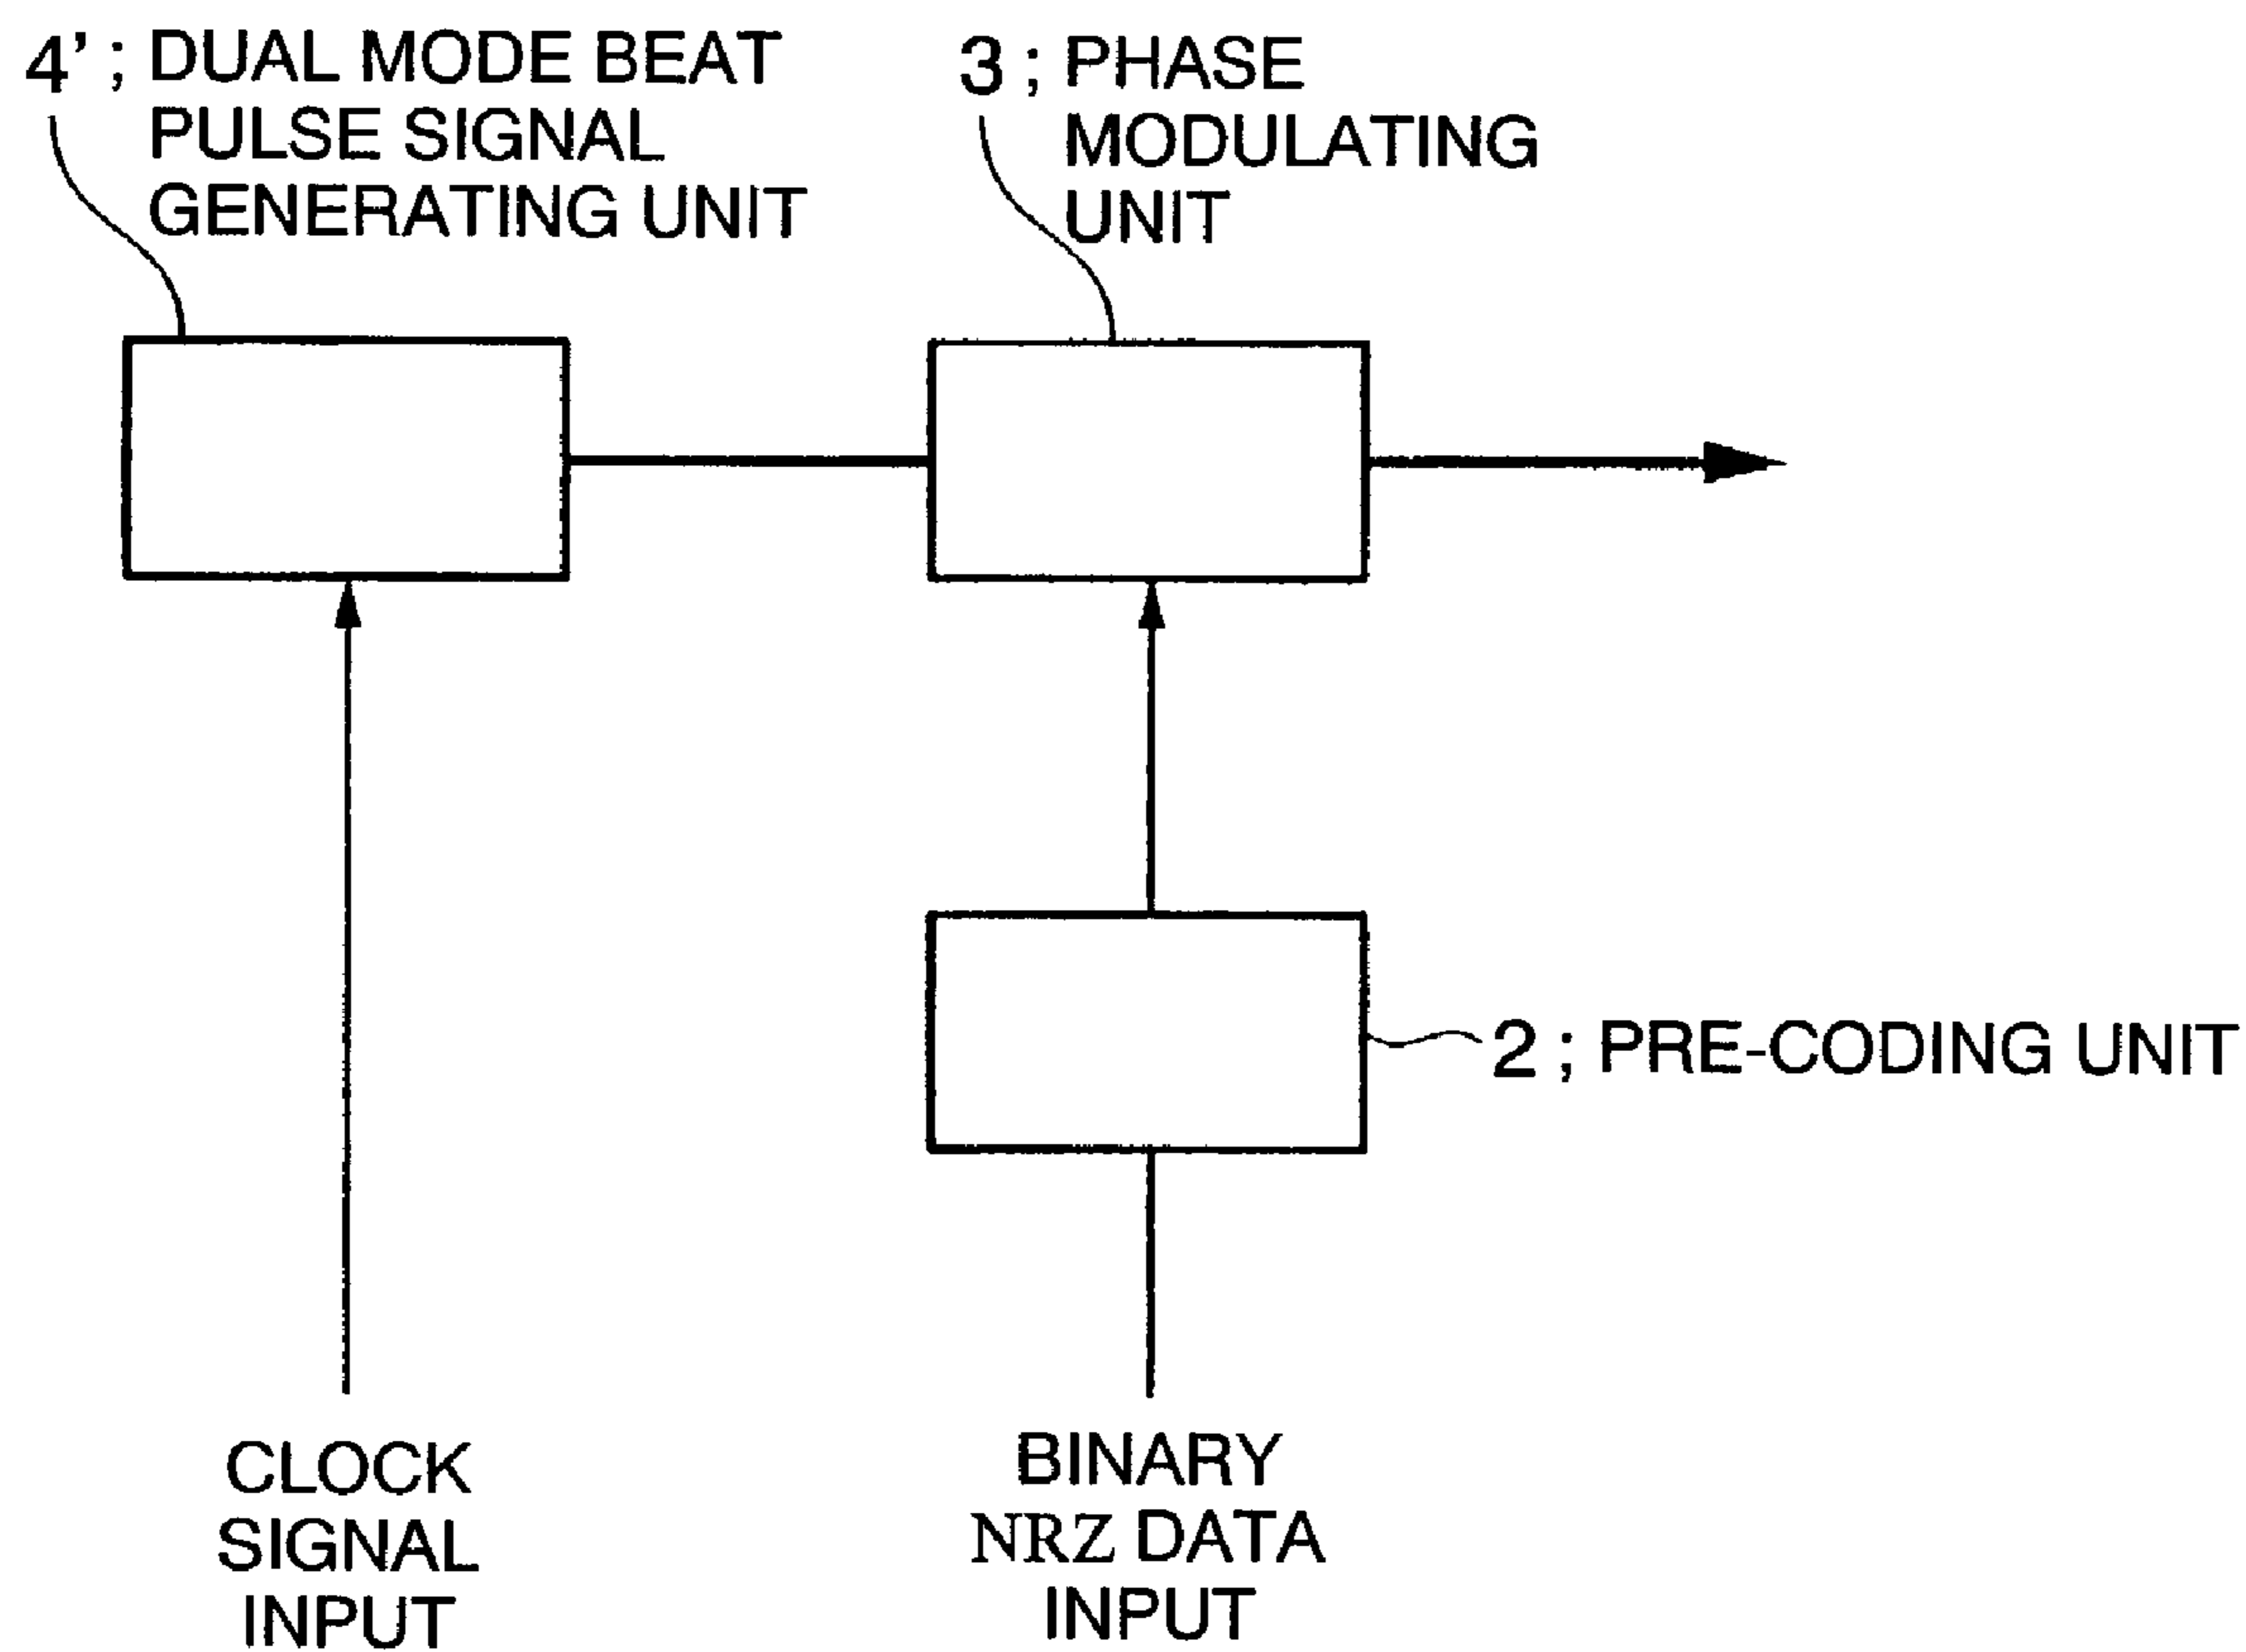 4' ; DUAL MODE BEAT
PULSE SIGNAL
GENERATING UNIT
3 ; PHASE
MODULATING
UNIT
2 ; PRE-CODING UNIT
CLOCK
SIGNAL
INPUT
BINARY
NRZ DATA
INPUT